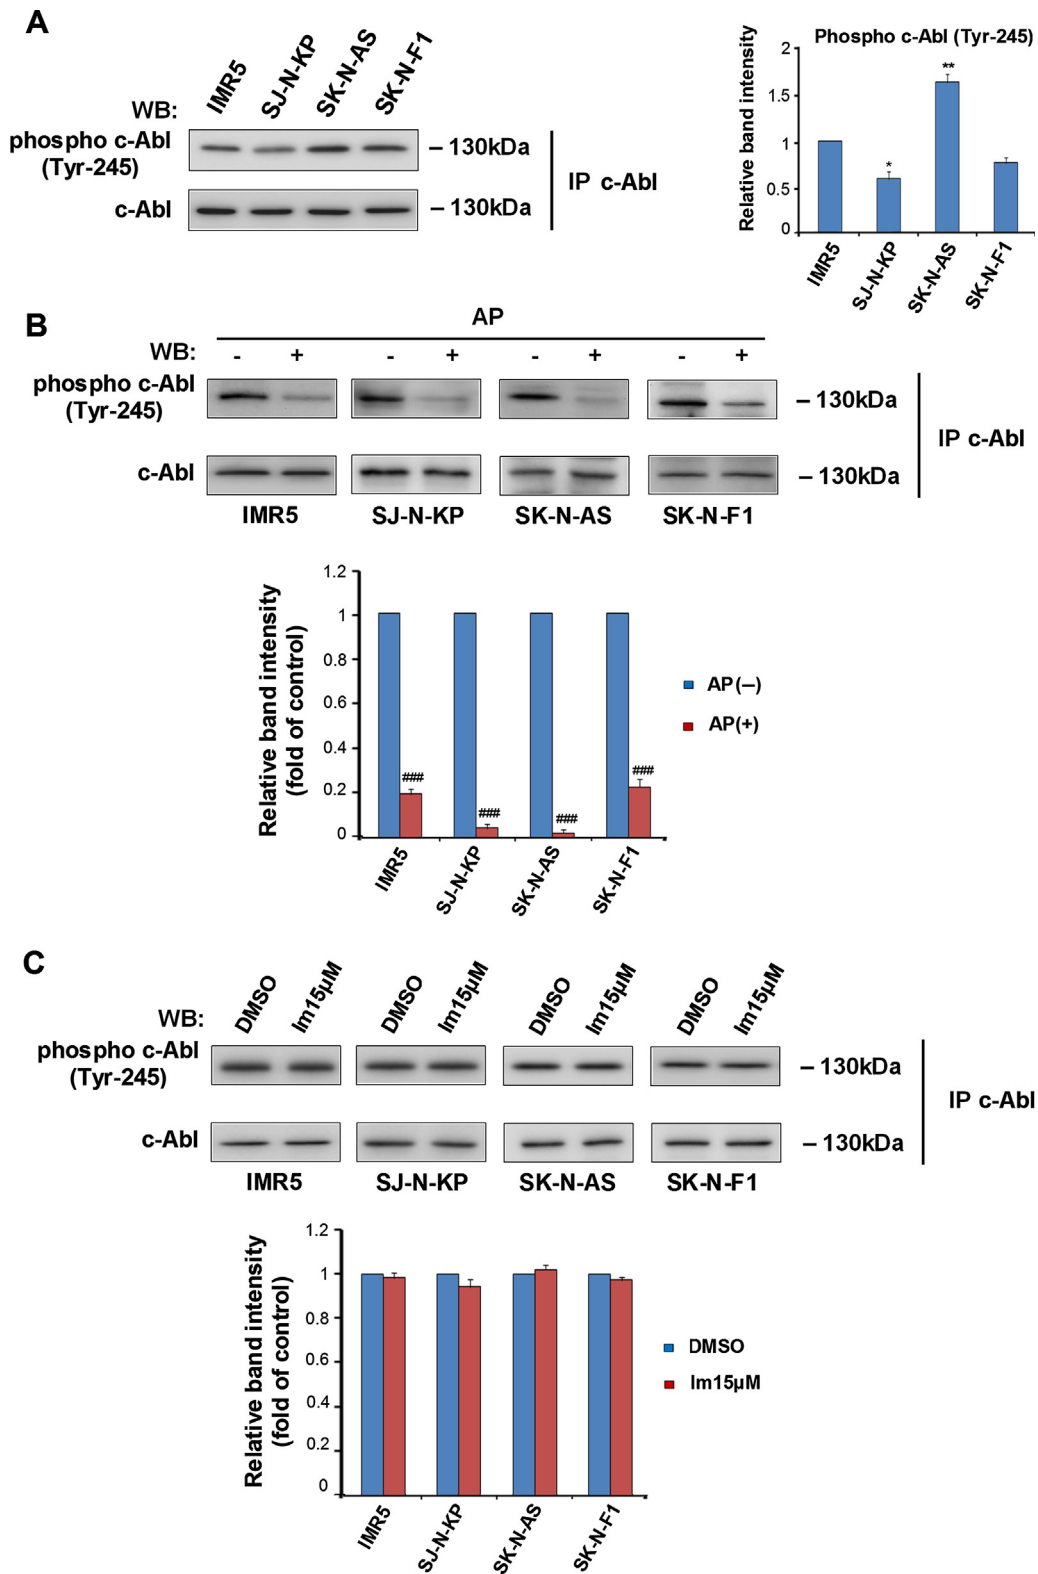 A
IMR5
SJ-N-KP
SK-N-AS
SK-N-F1
WB:
phospho c-Abl
(Tyr-245)
– 130kDa
c-Abl
– 130kDa
IP c-Abl
Phospho c-Abl (Tyr-245)
Relative band intensity
2
1
0.5
0
*
**
IMR5
SJ-N-KP
SK-N-AS
SK-N-F1
B
AP
WB:
- + - + - + - +
phospho c-Abl
(Tyr-245)
– 130kDa
c-Abl
– 130kDa
IP c-Abl
IMR5 SJ-N-KP SK-N-AS SK-N-F1
Relative band intensity
(fold of control)
1.2
1
0.8
0.6
0.4
0.2
0
###
###
###
###
AP(–)
AP(+)
IMR5
SJ-N-KP
SK-N-AS
SK-N-F1
C
WB:
DMSO
Im15µM
DMSO
Im15µM
DMSO
Im15µM
DMSO
Im15µM
phospho c-Abl
(Tyr-245)
– 130kDa
c-Abl
– 130kDa
IP c-Abl
IMR5 SJ-N-KP SK-N-AS SK-N-F1
Relative band intensity
(fold of control)
1.2
1
0.8
0.6
0.4
0.2
0
DMSO
Im15µM
IMR5
SJ-N-KP
SK-N-AS
SK-N-F1